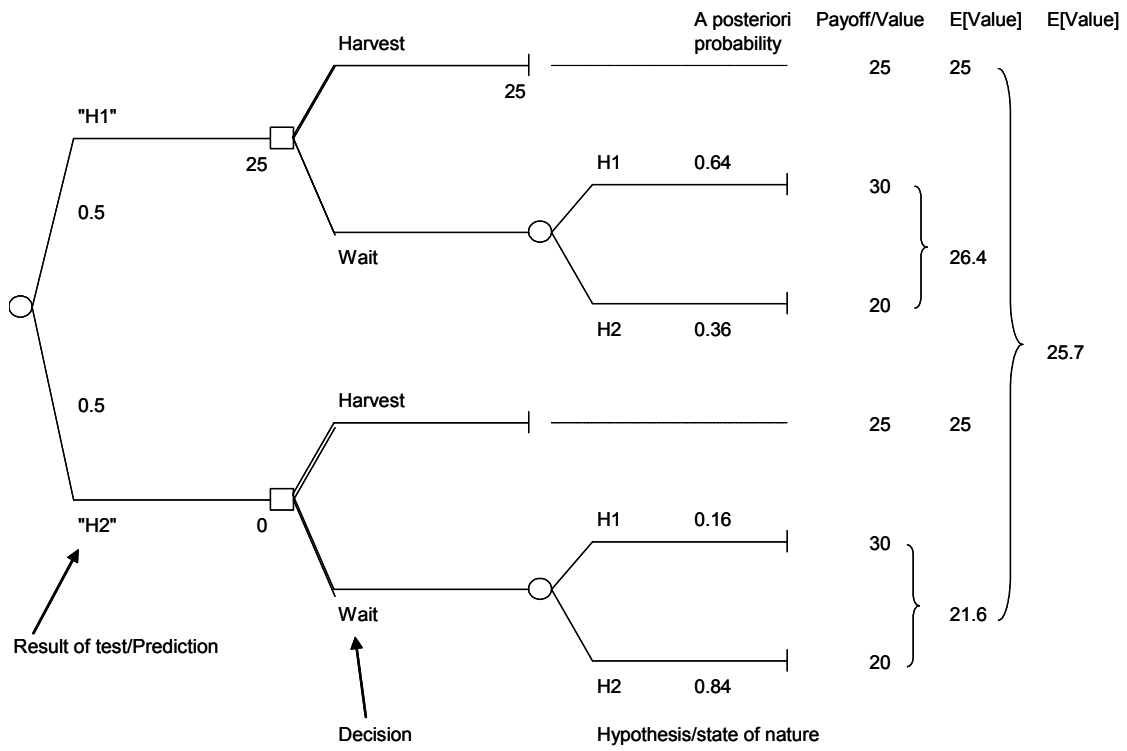 A posteriori probability Payoff/Value E[Value] E[Value]
Harvest
25 25
25
"H1"
25
H1 0.64
30
0.5
Wait
26.4
20
H2 0.36
25.7
0.5
Harvest
25 25
H1 0.16
"H2"
0
30
Wait
21.6
Result of test/Prediction
20
H2 0.84
Decision
Hypothesis/state of nature